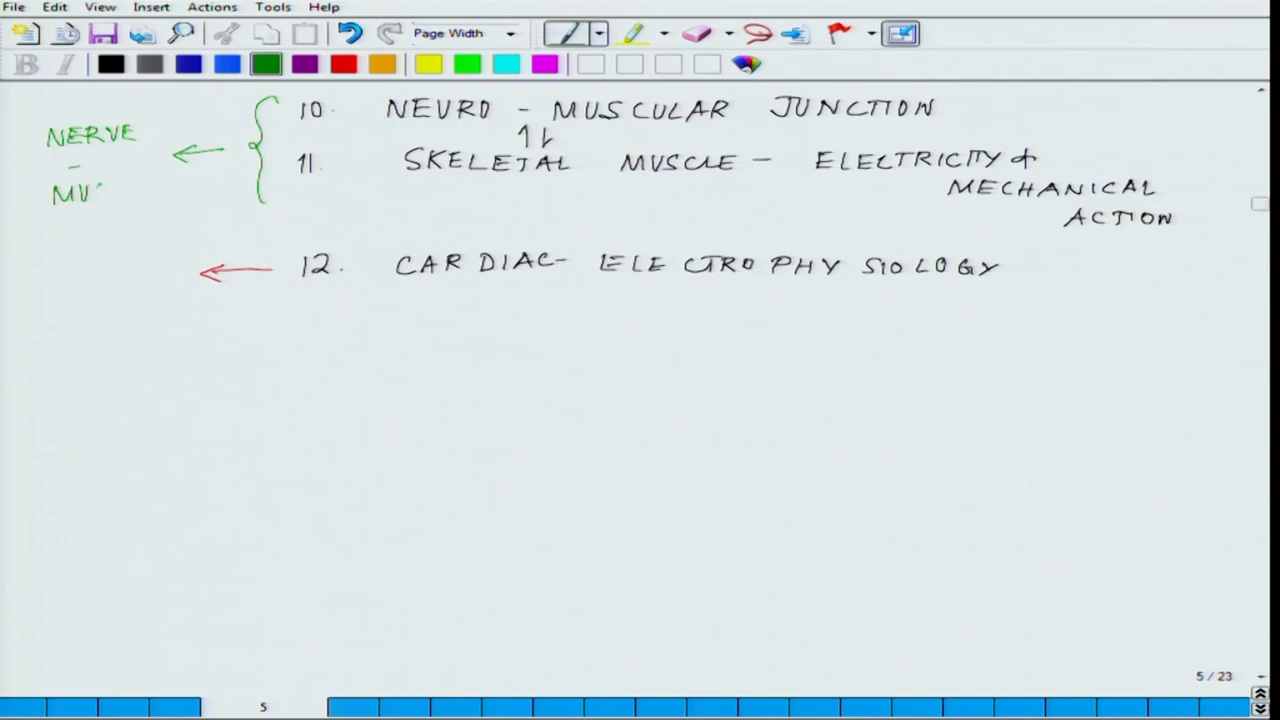 File Edit View Insert Actions Tools Help
Page Width
B I
10. NEURO - MUSCULAR JUNCTION
NERVE
-
MU
11. SKELETAL MUSCLE - ELECTRICITY &
MECHANICAL
ACTION
12. CARDIAC- ELECTROPHYSIOLOGY
5 / 23
5